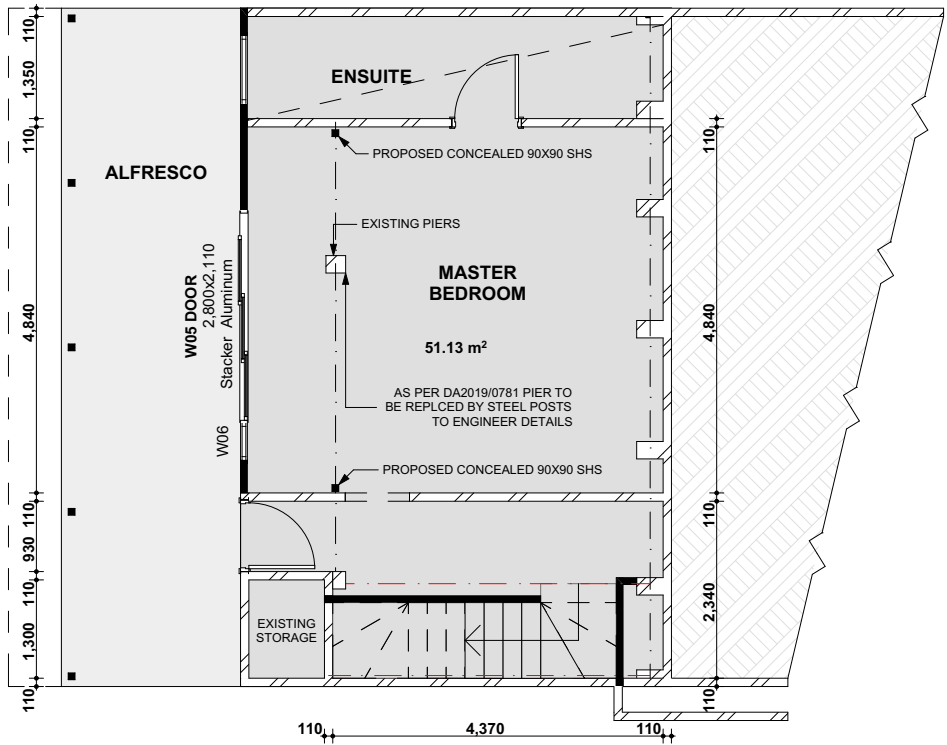 110
1,350
110
4,840
110
930
110
1,300
110
ENSUITE
PROPOSED CONCEALED 90X90 SHS
ALFRESCO
EXISTING PIERS
W05 DOOR
2,800x2,110
Stacker Aluminum
MASTER
BEDROOM
51.13 m²
AS PER DA2019/0781 PIER TO
BE REPLCED BY STEEL POSTS
TO ENGINEER DETAILS
W06
PROPOSED CONCEALED 90X90 SHS
EXISTING
STORAGE
110
4,840
110
2,340
110
110
4,370
110